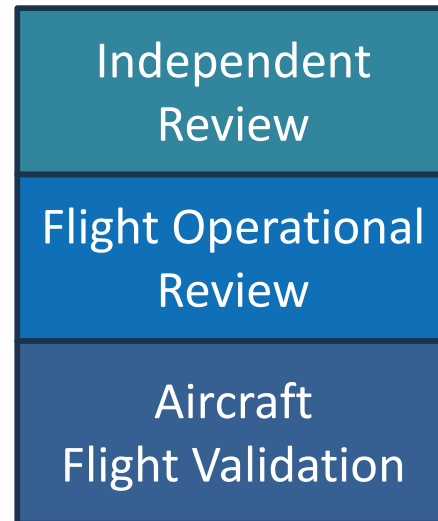 Independent
Review
Flight Operational
Review
Aircraft
Flight Validation